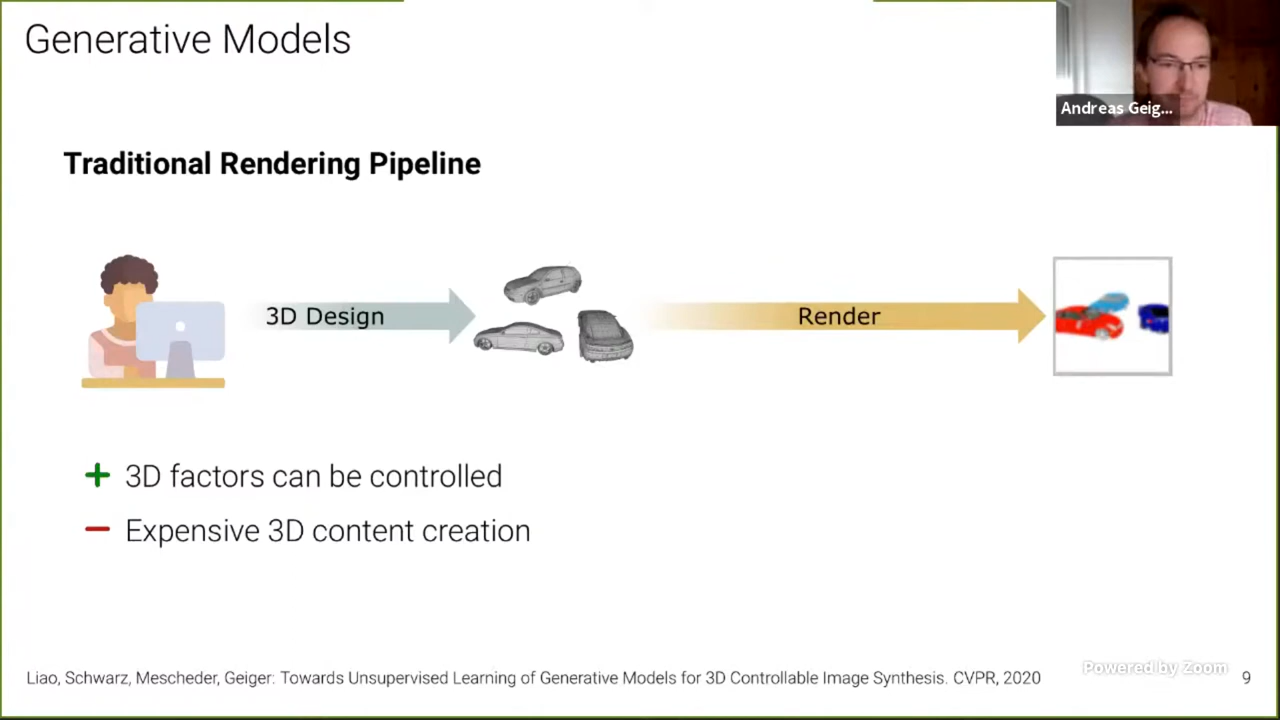 Generative Models
Andreas Geig...
Traditional Rendering Pipeline
3D Design
Render
+ 3D factors can be controlled
− Expensive 3D content creation
Liao, Schwarz, Mescheder, Geiger: Towards Unsupervised Learning of Generative Models for 3D Controllable Image Synthesis. CVPR, 2020
Powered by Zoom
9